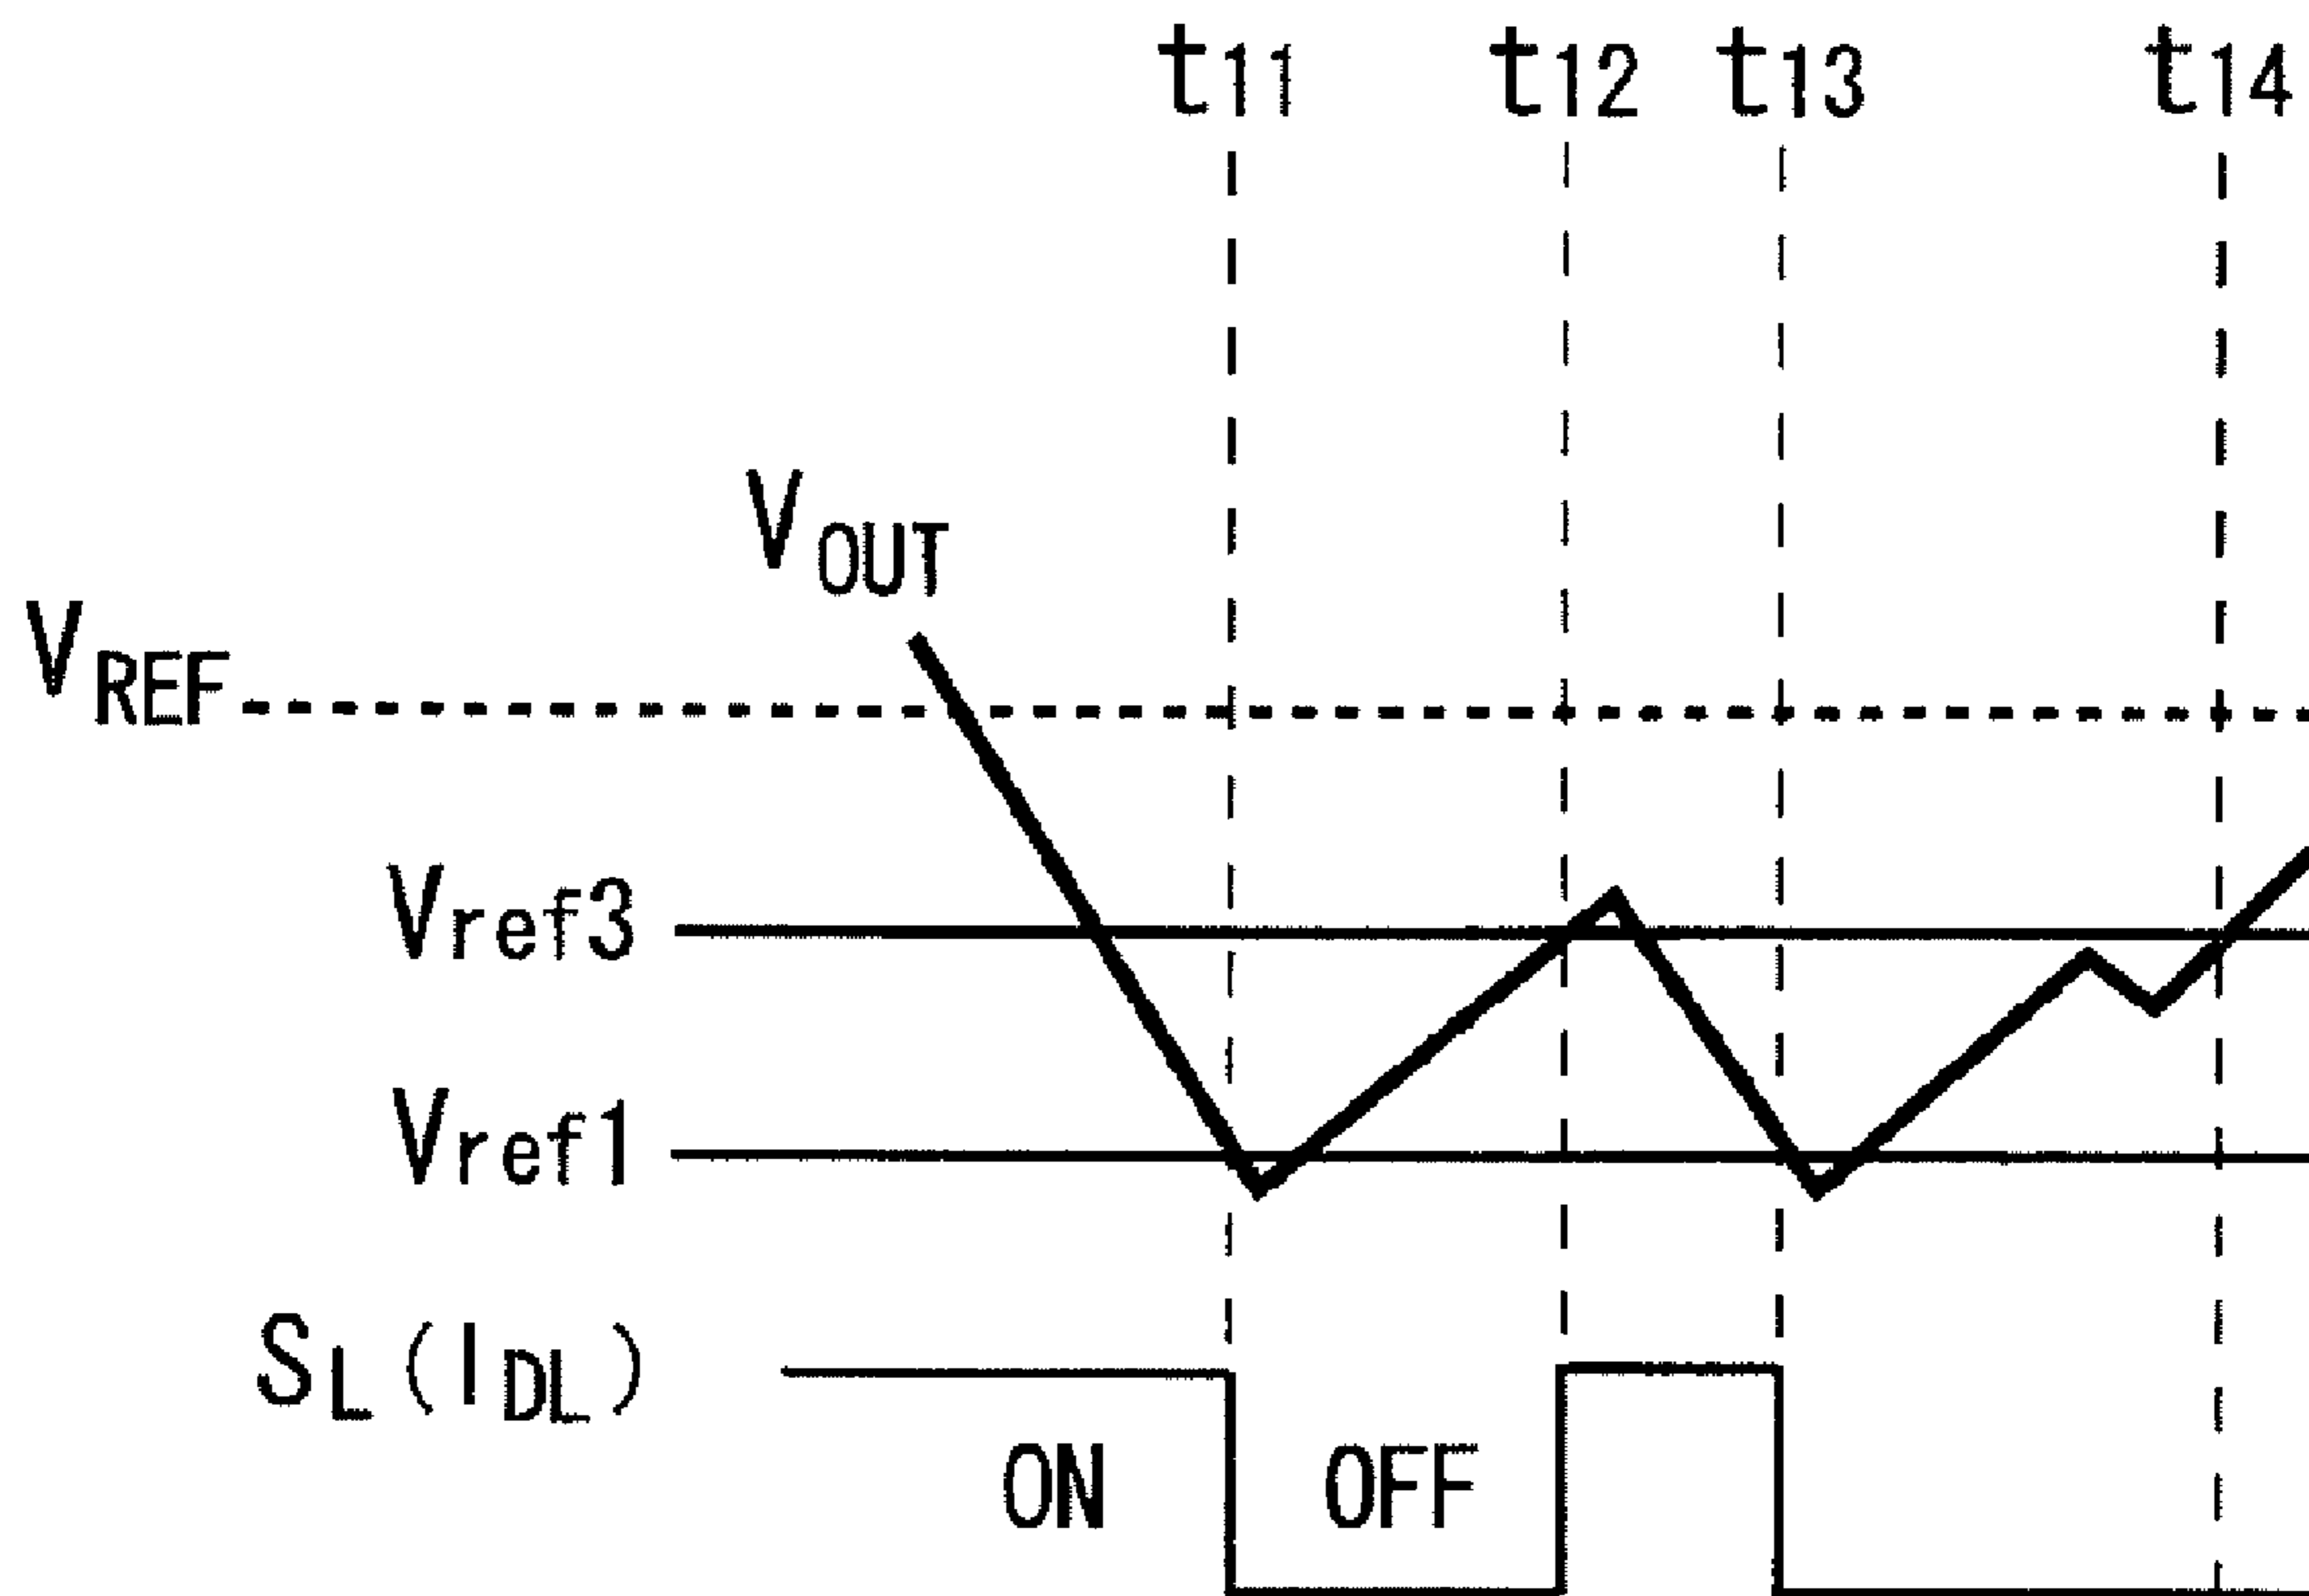 t11 t12 t13 t14
VOUT
VREF
Vref3
Vref1
SL(IDL)
ON OFF